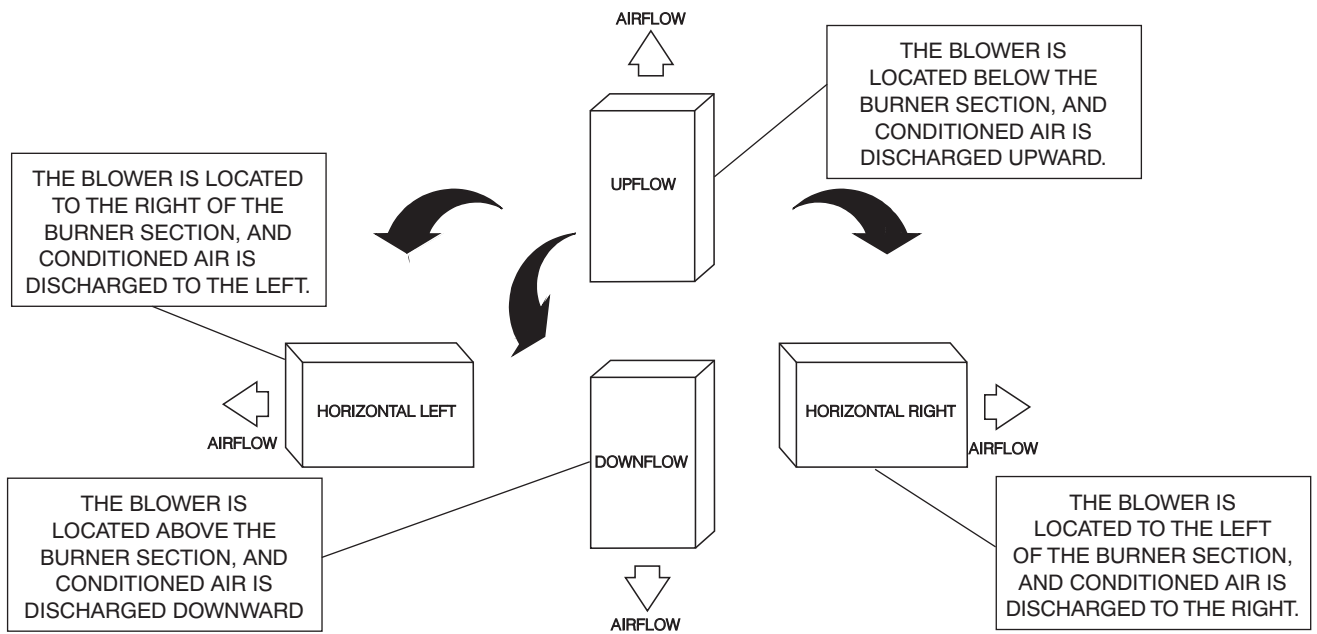 AIRFLOW
THE BLOWER IS
LOCATED BELOW THE
BURNER SECTION, AND
CONDITIONED AIR IS
DISCHARGED UPWARD.
UPFLOW
THE BLOWER IS LOCATED
TO THE RIGHT OF THE
BURNER SECTION, AND
CONDITIONED AIR IS
DISCHARGED TO THE LEFT.
HORIZONTAL LEFT
AIRFLOW
HORIZONTAL RIGHT
AIRFLOW
DOWNFLOW
THE BLOWER IS
LOCATED ABOVE THE
BURNER SECTION, AND
CONDITIONED AIR IS
DISCHARGED DOWNWARD
THE BLOWER IS
LOCATED TO THE LEFT
OF THE BURNER SECTION,
AND CONDITIONED AIR IS
DISCHARGED TO THE RIGHT.
AIRFLOW